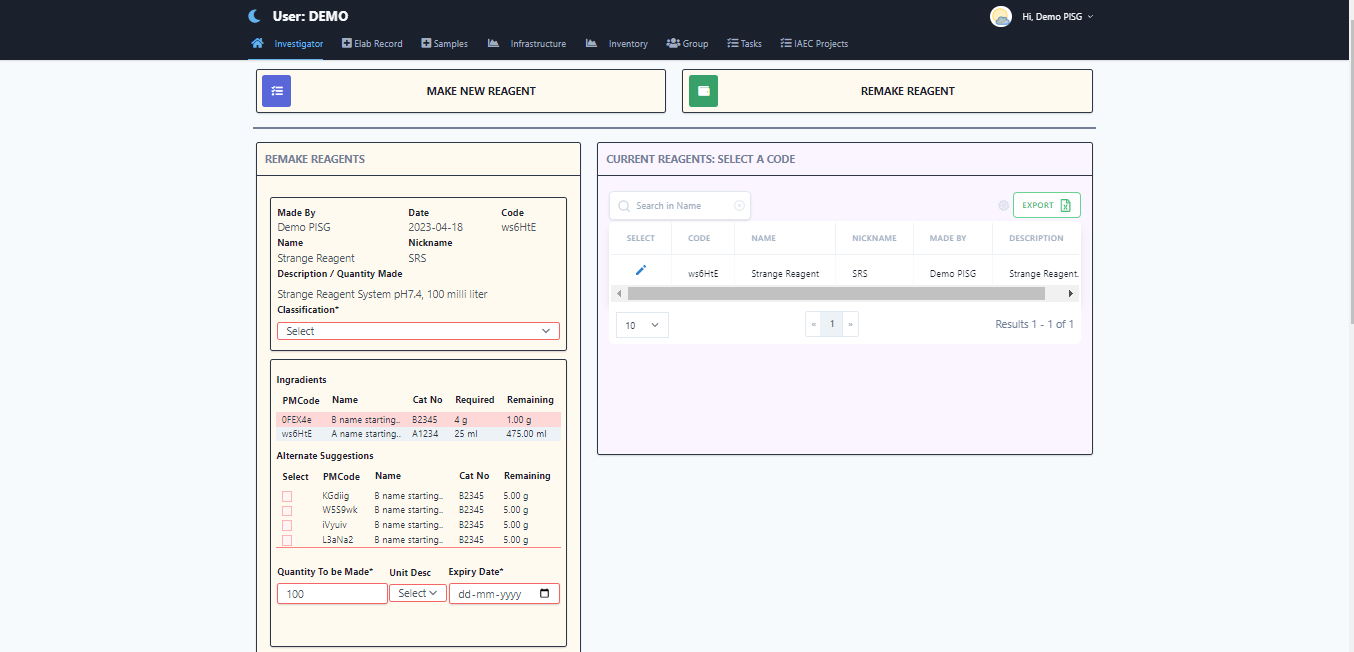 User: DEMO
Hi, Demo PISG
Investigator Elab Record Samples Infrastructure Inventory Group Tasks IAEC Projects
MAKE NEW REAGENT
REMAKE REAGENT
REMAKE REAGENTS
Made By Date Code
Demo PISG 2023-04-18 ws6HtE
Name Nickname
Strange Reagent SRS
Description / Quantity Made
Strange Reagent System pH7.4, 100 milli liter
Classification*
Select
Ingradients
PMCode Name Cat No Required Remaining
0FEX4e B name starting.. B2345 4 g 1.00 g
ws6HtE A name starting.. A1234 25 ml 475.00 ml
Alternate Suggestions
Select PMCode Name Cat No Remaining
KGdiig B name starting.. B2345 5.00 g
W5S9wk B name starting.. B2345 5.00 g
iVyuiv B name starting.. B2345 5.00 g
L3aNa2 B name starting.. B2345 5.00 g
Quantity To be Made* Unit Desc Expiry Date*
100 Select dd-mm-yyyy
CURRENT REAGENTS: SELECT A CODE
Search in Name
EXPORT
SELECT CODE NAME NICKNAME MADE BY DESCRIPTION
ws6HtE Strange Reagent SRS Demo PISG Strange Reagent.
10 « 1 » Results 1 - 1 of 1